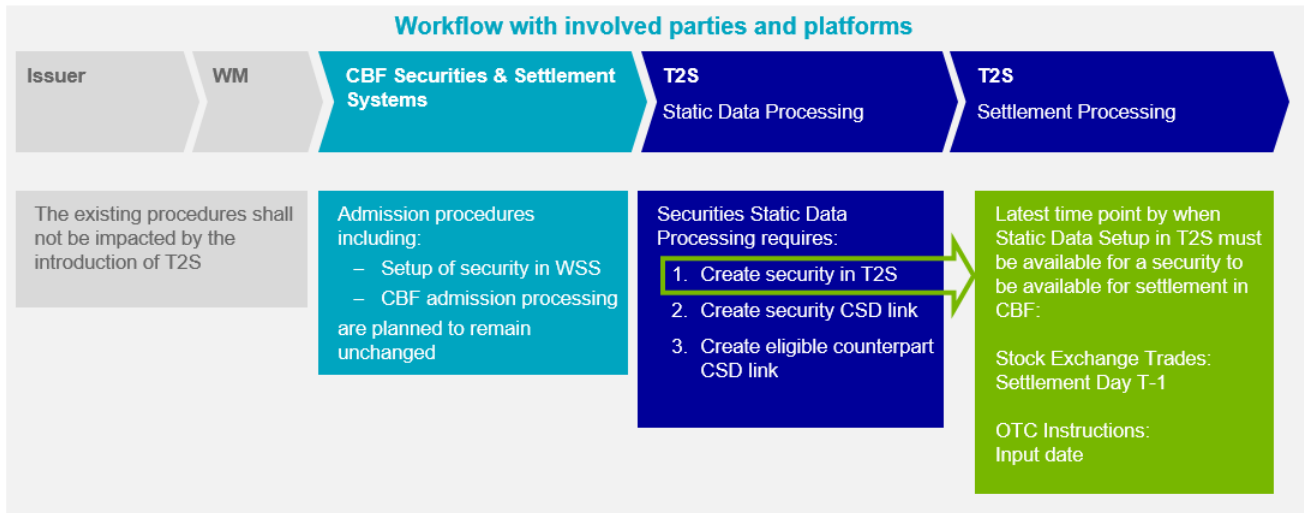 Workflow with involved parties and platforms
Issuer
WM
CBF Securities & Settlement
Systems
T2S
Static Data Processing
T2S
Settlement Processing
The existing procedures shall
not be impacted by the
introduction of T2S
Admission procedures
including:
– Setup of security in WSS
– CBF admission processing
are planned to remain
unchanged
Securities Static Data
Processing requires:
1. Create security in T2S
2. Create security CSD link
3. Create eligible counterpart
CSD link
Latest time point by when
Static Data Setup in T2S must
be available for a security to
be available for settlement in
CBF:
Stock Exchange Trades:
Settlement Day T-1
OTC Instructions:
Input date